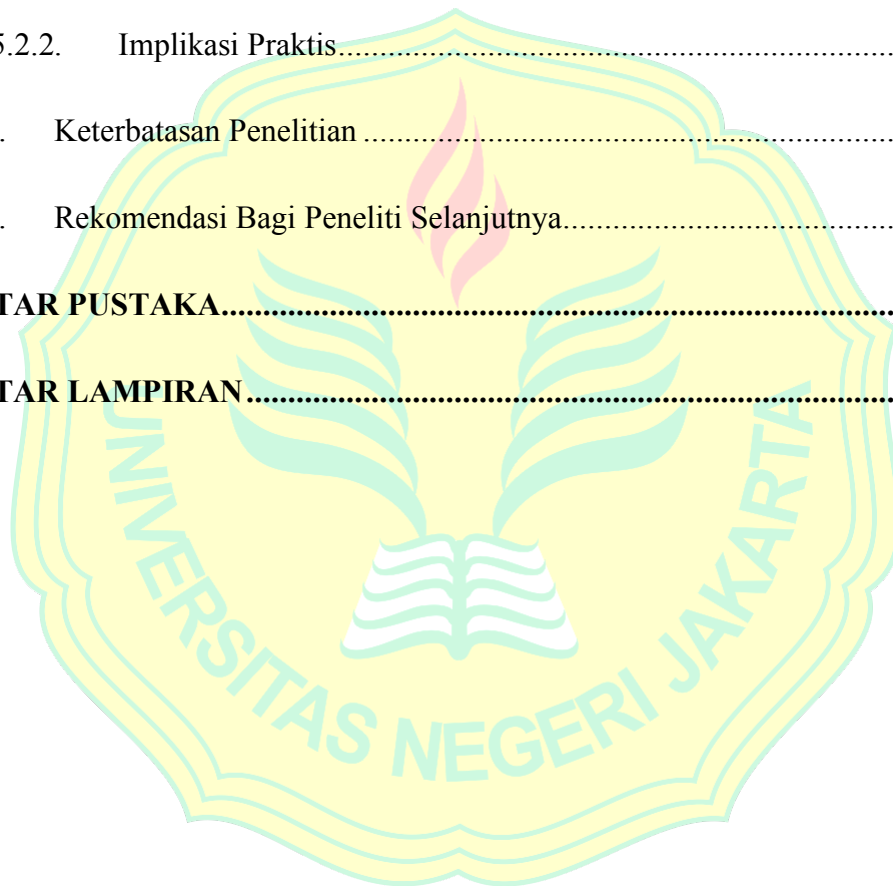 5.2.2. Implikasi Praktis........................................................................
. Keterbatasan Penelitian ....................................................................
. Rekomendasi Bagi Peneliti Selanjutnya...........................................
TAR PUSTAKA....................................................................................
TAR LAMPIRAN.................................................................................
UNIVERSITAS NEGERI JAKARTA